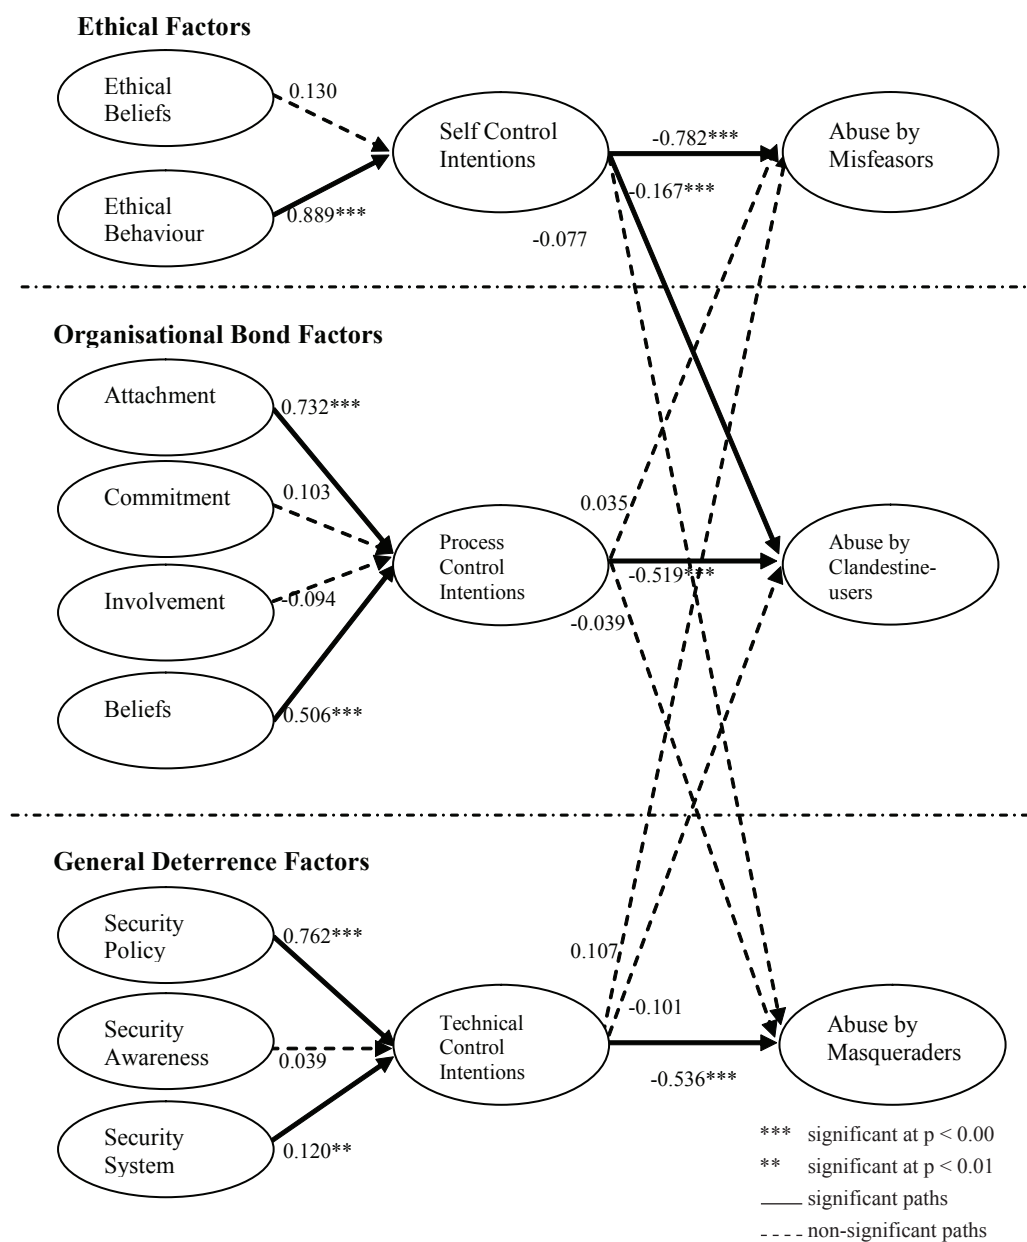 Ethical Factors
Ethical
Beliefs
0.130
Ethical
Behaviour
0.889***
Self Control
Intentions
-0.782***
-0.167***
-0.077
Abuse by
Misfeasors
Organisational Bond Factors
Attachment
0.732***
Commitment
0.103
Involvement
-0.094
Beliefs
0.506***
Process
Control
Intentions
0.035
-0.519***
-0.039
Abuse by
Clandestine-
users
General Deterrence Factors
Security
Policy
0.762***
Security
Awareness
0.039
Security
System
0.120**
Technical
Control
Intentions
0.107
-0.101
-0.536***
Abuse by
Masqueraders
*** significant at p < 0.00
** significant at p < 0.01
significant paths
non-significant paths